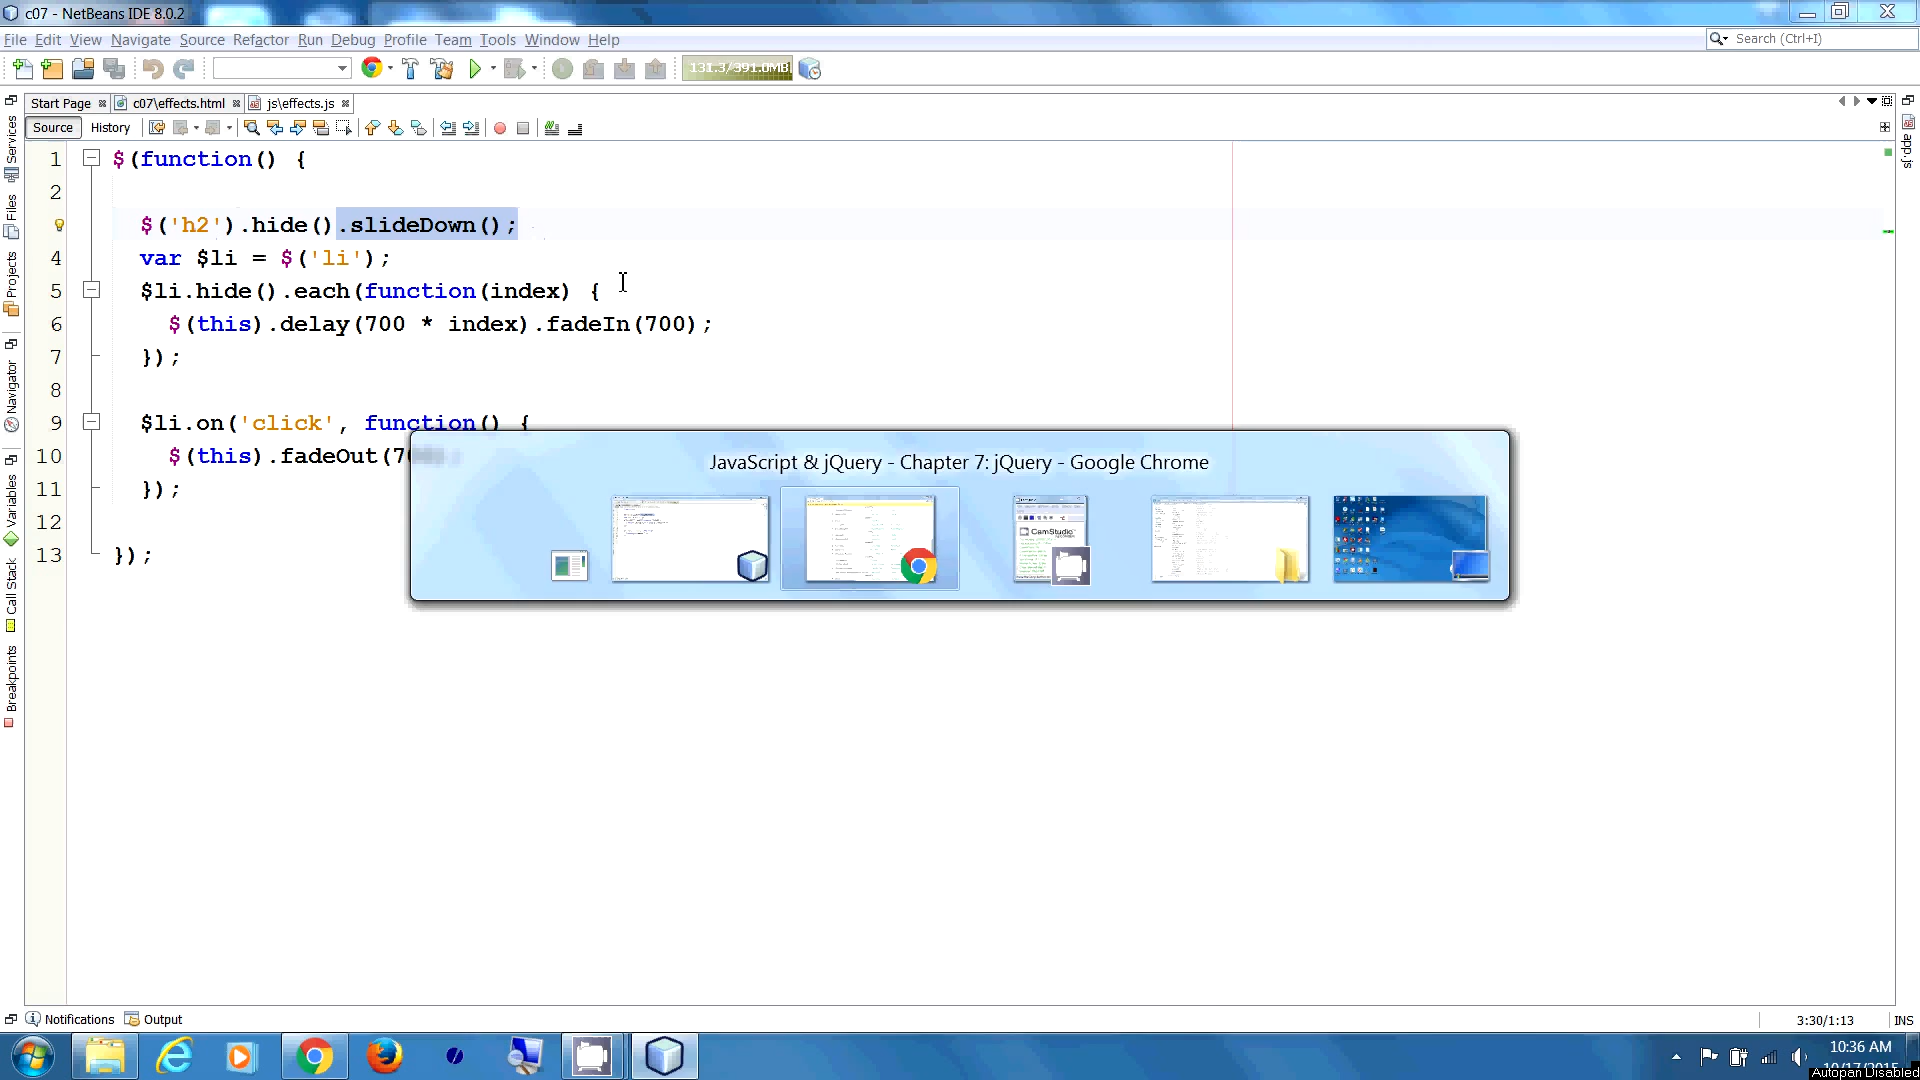 c07 - NetBeans IDE 8.0.2
File Edit View Navigate Source Refactor Run Debug Profile Team Tools Window Help
Search (Ctrl+I)
131.3/391.0MB
Start Page c07\effects.html js\effects.js
Source History
Services
Files
Projects
Navigator
Variables
Call Stack
Breakpoints
app.js
1 $(function() {
2
$('h2').hide().slideDown();
4 var $li = $('li');
5 $li.hide().each(function(index) {
6 $(this).delay(700 * index).fadeIn(700);
7 });
8
9 $li.on('click', function() {
10 $(this).fadeOut(7
11 });
12
13 });
JavaScript & jQuery - Chapter 7: jQuery - Google Chrome
CamStudio
Notifications Output
3:30/1:13 INS
10:36 AM
Autopan Disabled